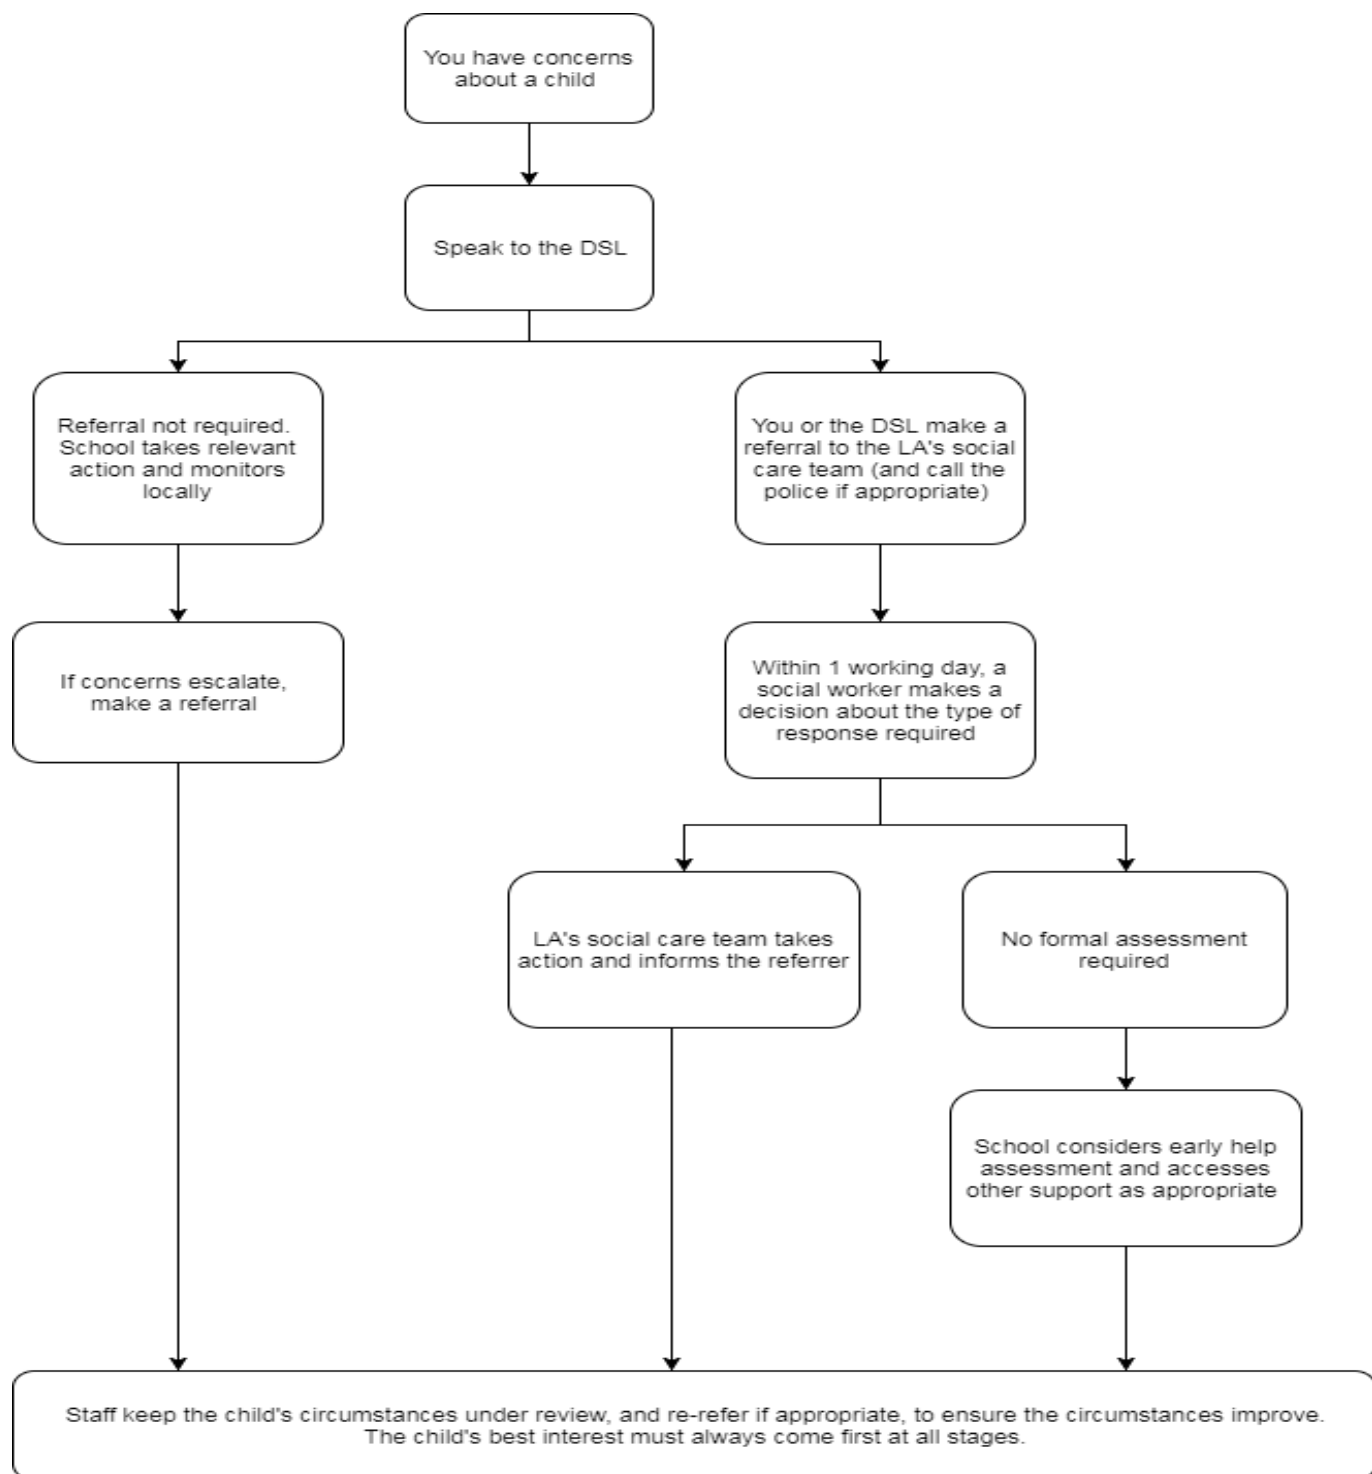 You have concerns
about a child
Speak to the DSL
Referral not required.
School takes relevant
action and monitors
locally
You or the DSL make a
referral to the LA's social
care team (and call the
police if appropriate)
If concerns escalate,
make a referral
Within 1 working day, a
social worker makes a
decision about the type of
response required
LA's social care team takes
action and informs the referrer
No formal assessment
required
School considers early help
assessment and accesses
other support as appropriate
Staff keep the child's circumstances under review, and re-refer if appropriate, to ensure the circumstances improve.
The child's best interest must always come first at all stages.